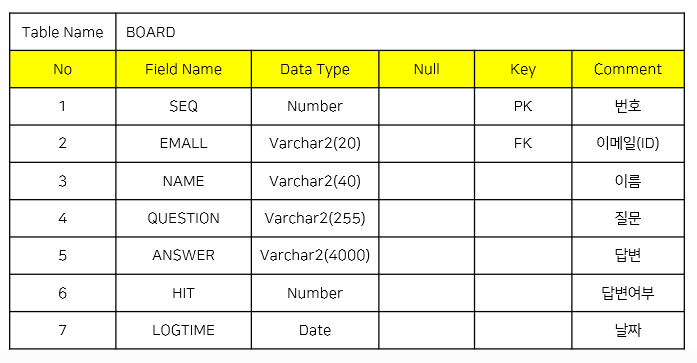 Table Name BOARD
No Field Name Data Type Null Key Comment
1 SEQ Number PK 번호
2 EMALL Varchar2(20) FK 이메일(ID)
3 NAME Varchar2(40) 이름
4 QUESTION Varchar2(255) 질문
5 ANSWER Varchar2(4000) 답변
6 HIT Number 답변여부
7 LOGTIME Date 날짜